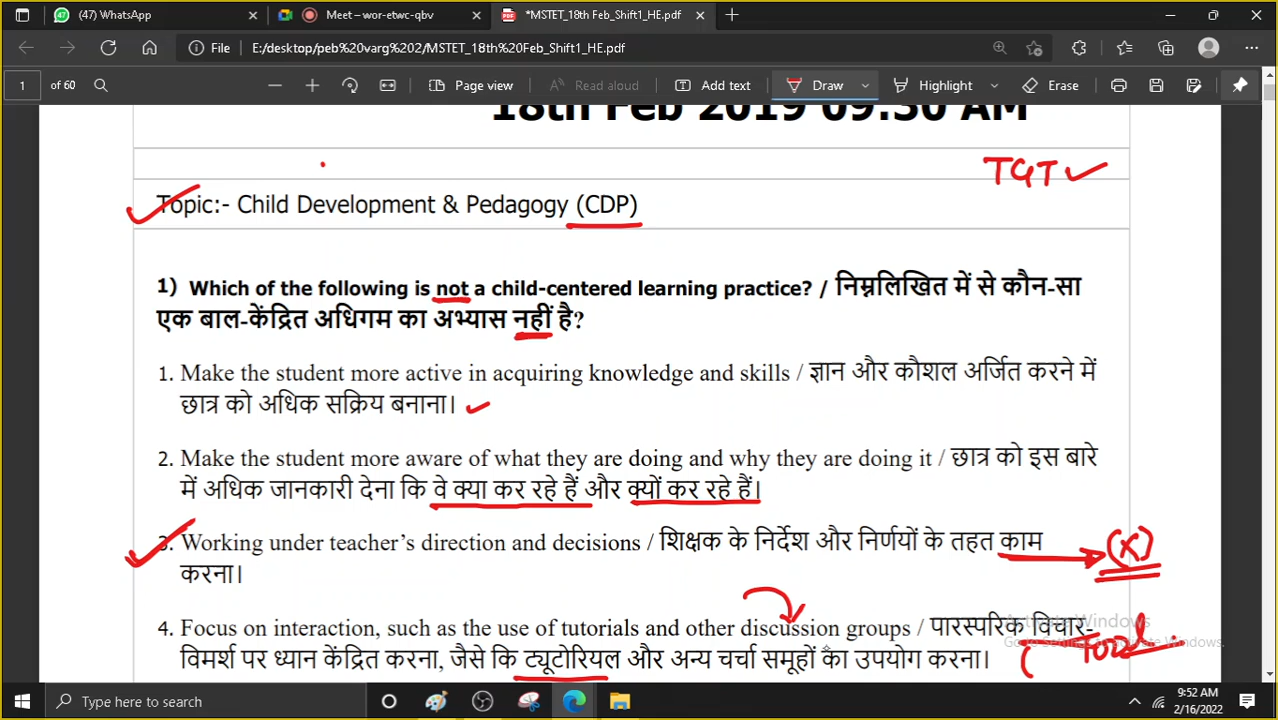 (47) WhatsApp
Meet – wor-etwc-qbv
*MSTET_18th Feb_Shift1_HE.pdf
File
E:/desktop/peb%20varg%202/MSTET_18th%20Feb_Shift1_HE.pdf
1 of 60
Page view
Read aloud
Add text
Draw
Highlight
Erase
18th Feb 2019 09:30 AM
TGT
Topic:- Child Development & Pedagogy (CDP)
1) Which of the following is not a child-centered learning practice? / निम्नलिखित में से कौन-सा
एक बाल-केंद्रित अधिगम का अभ्यास नहीं है?
1. Make the student more active in acquiring knowledge and skills / ज्ञान और कौशल अर्जित करने में
छात्र को अधिक सक्रिय बनाना।
2. Make the student more aware of what they are doing and why they are doing it / छात्र को इस बारे
में अधिक जानकारी देना कि वे क्या कर रहे हैं और क्यों कर रहे हैं।
3. Working under teacher’s direction and decisions / शिक्षक के निर्देश और निर्णयों के तहत काम
(x)
करना।
4. Focus on interaction, such as the use of tutorials and other discussion groups / पारस्परिक विचार-
विमर्श पर ध्यान केंद्रित करना, जैसे कि ट्यूटोरियल और अन्य चर्चा समूहों का उपयोग करना।
Activate Windows
Type here to search
9:52 AM
2/16/2022